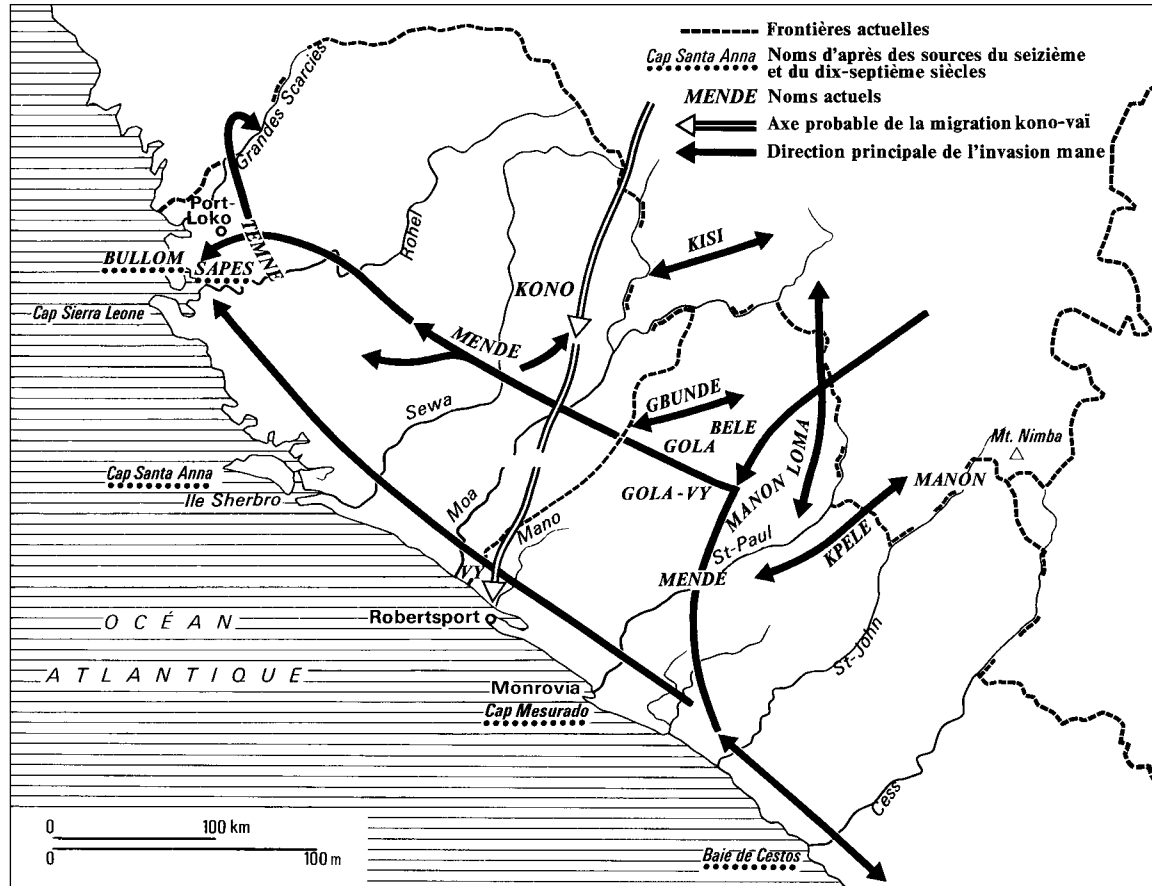 Frontières actuelles
Cap Santa Anna
Noms d'après des sources du seizième
et du dix-septième siècles
MENDE
Noms actuels
Axe probable de la migration kono-vaï
Direction principale de l'invasion mane
Grandes Scarcies
Port-
Loko
TEMNE
BULLOM
SAPES
Cap Sierra Leone
Rohel
KONO
KISI
MENDE
Sewa
GBUNDE
BELE
GOLA
GOLA-VY
MANON
LOMA
Mt. Nimba
MANON
KPELE
St-Paul
MENDE
Cap Santa Anna
Ile Sherbro
Moa
Mano
VY
Robertsport
OCÉAN
ATLANTIQUE
Monrovia
Cap Mesurado
St-John
Cess
Baie de Cestos
0 100 km
0 100 m